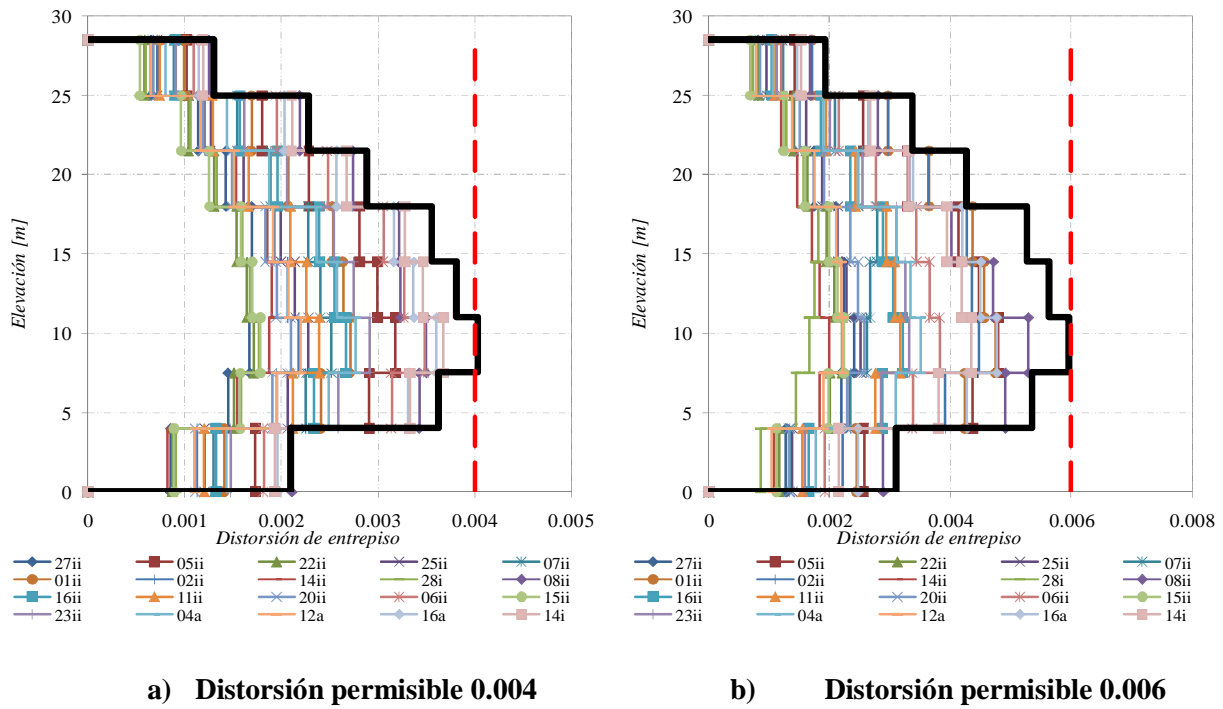 30
25
20
15
10
5
0
Elevación [m]
0 0.001 0.002 0.003 0.004 0.005
Distorsión de entrepiso
27ii 05ii 22ii 25ii 07ii
01ii 02ii 14ii 28i 08ii
16ii 11ii 20ii 06ii 15ii
23ii 04a 12a 16a 14i
a) Distorsión permisible 0.004
30
25
20
15
10
5
0
Elevación [m]
0 0.002 0.004 0.006 0.008
Distorsión de entrepiso
27ii 05ii 22ii 25ii 07ii
01ii 02ii 14ii 28i 08ii
16ii 11ii 20ii 06ii 15ii
23ii 04a 12a 16a 14i
b) Distorsión permisible 0.006